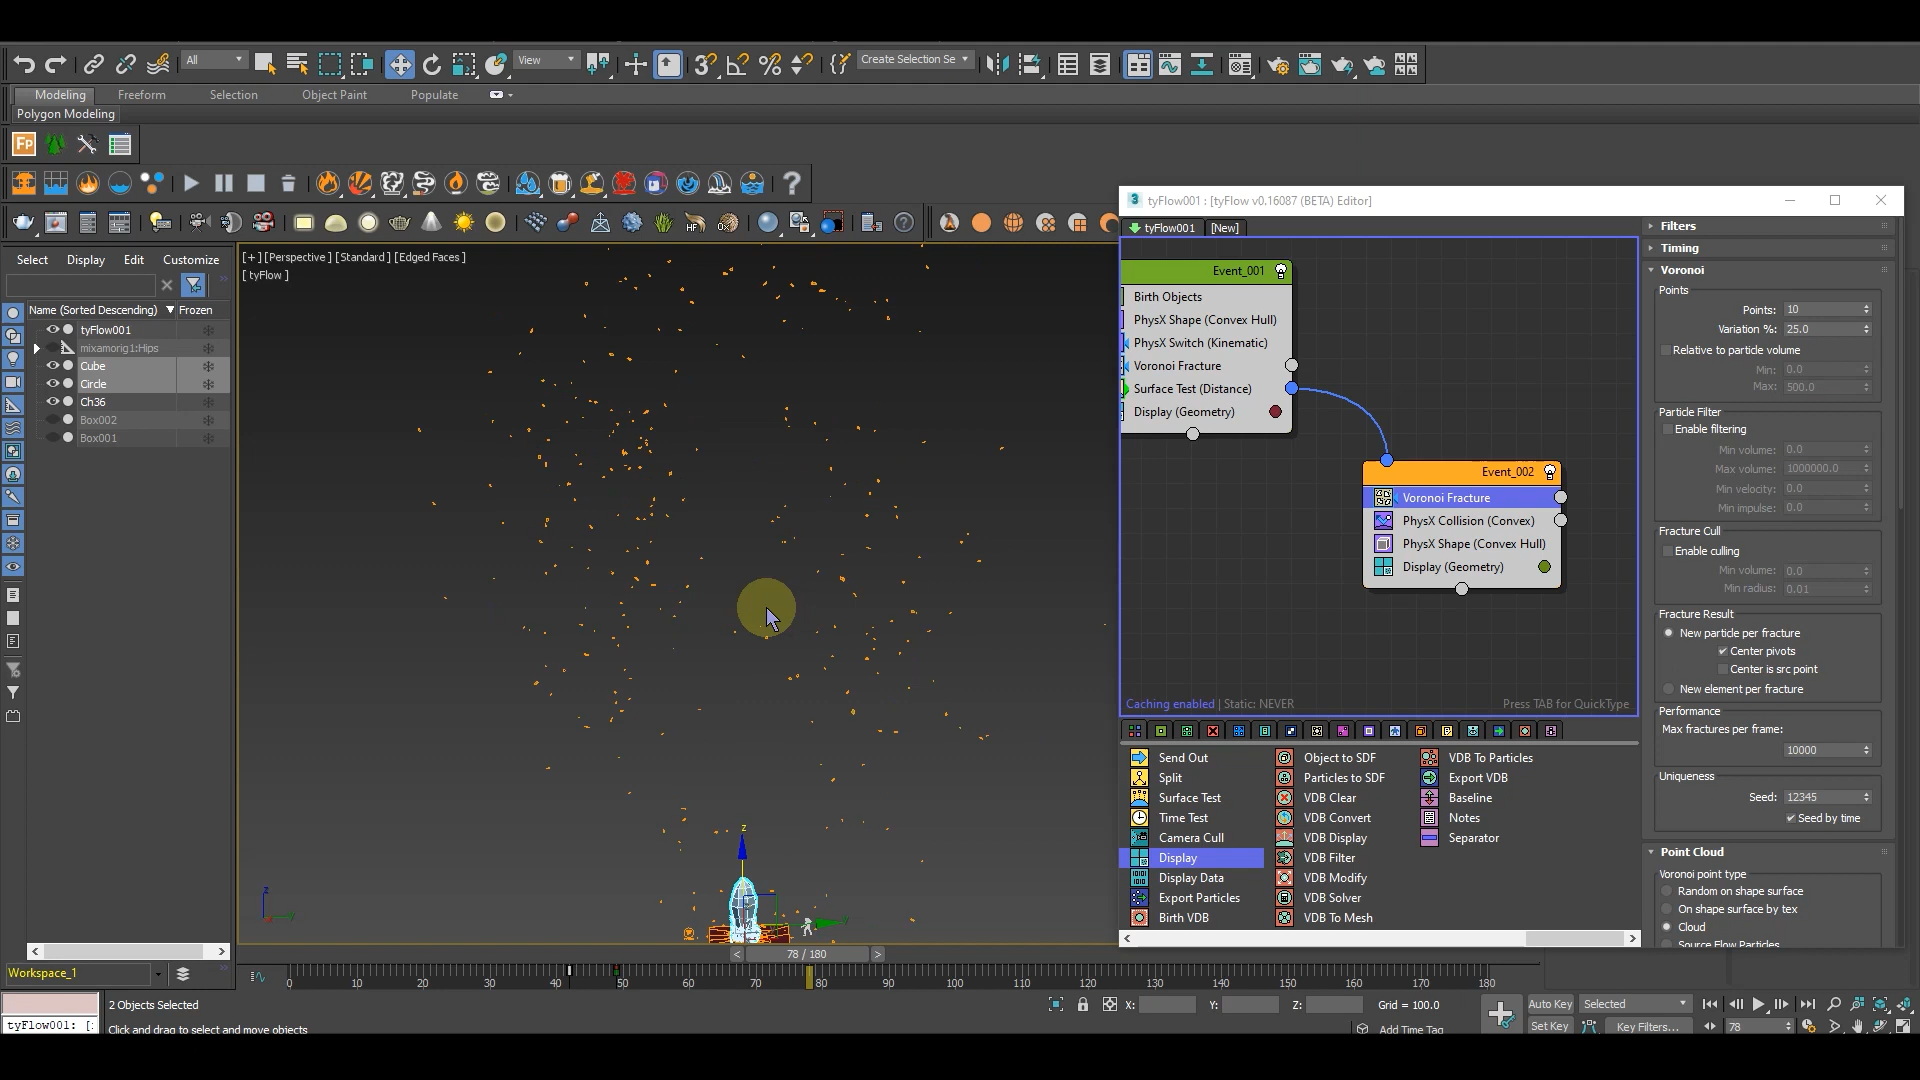 All
View
Create Selection Se
Modeling
Freeform
Selection
Object Paint
Populate
Polygon Modeling
tyFlow001 : [tyFlow v0.16087 (BETA) Editor]
tyFlow001
[New]
Select
Display
Edit
Customize
[+] [Perspective ] [Standard ] [Edged Faces ]
[ tyFlow ]
Name (Sorted Descending)
Frozen
tyFlow001
mixamorig1:Hips
Cube
Circle
Ch36
Box002
Box001
Event_001
Birth Objects
PhysX Shape (Convex Hull)
PhysX Switch (Kinematic)
Voronoi Fracture
Surface Test (Distance)
Display (Geometry)
Event_002
Voronoi Fracture
PhysX Collision (Convex)
PhysX Shape (Convex Hull)
Display (Geometry)
Caching enabled | Static: NEVER
Press TAB for QuickType
Send Out
Split
Surface Test
Time Test
Camera Cull
Display
Display Data
Export Particles
Birth VDB
Object to SDF
Particles to SDF
VDB Clear
VDB Convert
VDB Display
VDB Filter
VDB Modify
VDB Solver
VDB To Mesh
VDB To Particles
Export VDB
Baseline
Notes
Separator
Filters
Timing
Voronoi
Points
Points: 10
Variation %: 25.0
Relative to particle volume
Min: 0.0
Max: 500.0
Particle Filter
Enable filtering
Min volume: 0.0
Max volume: 1000000.0
Min velocity: 0.0
Min impulse: 0.0
Fracture Cull
Enable culling
Min volume: 0.0
Min radius: 0.01
Fracture Result
New particle per fracture
Center pivots
Center is src point
New element per fracture
Performance
Max fractures per frame:
10000
Uniqueness
Seed: 12345
Seed by time
Point Cloud
Voronoi point type
Random on shape surface
On shape surface by tex
Cloud
Source Flow Particles
z
z
y
78 / 180
Workspace_1
0 10 20 30 40 50 60 70 80 90 100 110 120 130 140 150 160 170 180
2 Objects Selected
X:
Y:
Z:
Grid = 100.0
Auto Key
Selected
tyFlow001: [
Click and drag to select and move objects
Add Time Tag
Set Key
Key Filters...
78